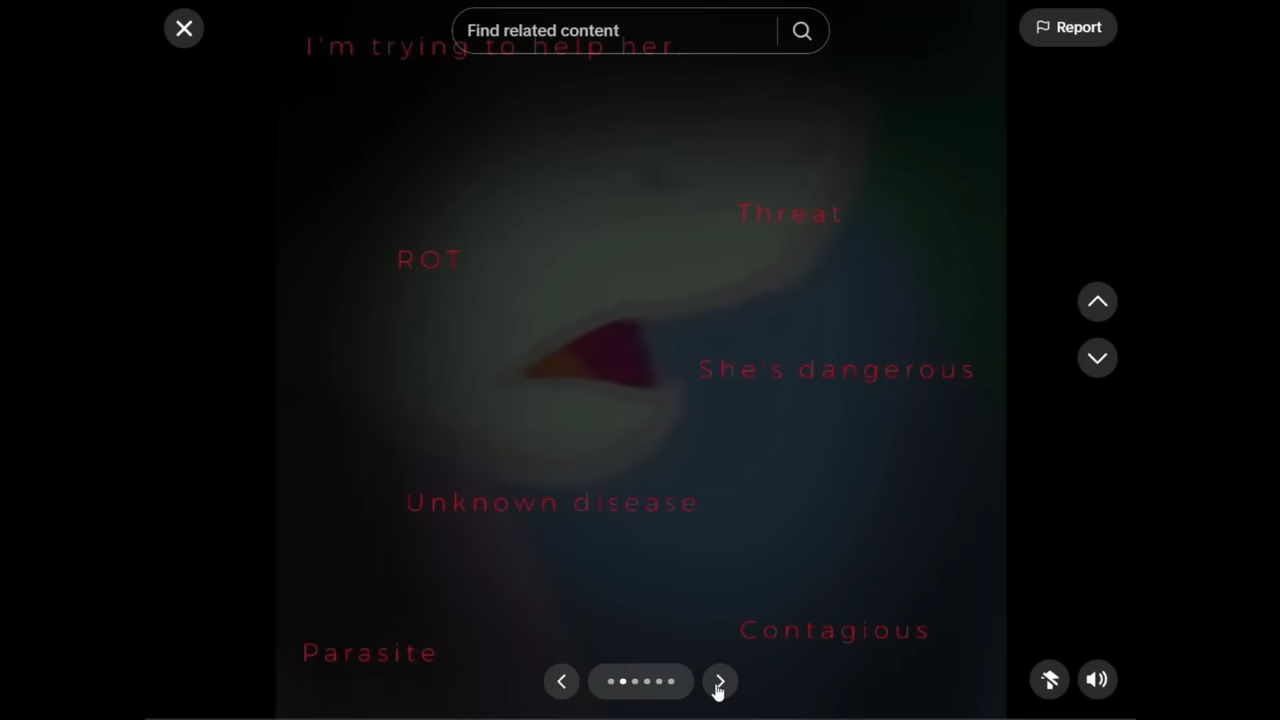 Find related content
Report
I'm trying to help her
Threat
ROT
She's dangerous
Unknown disease
Contagious
Parasite